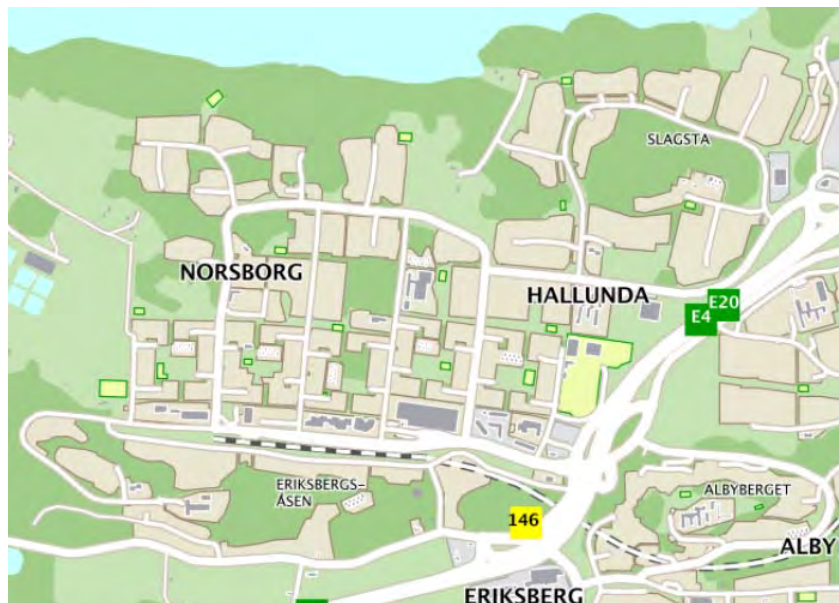 SLAGSTA
NORSBORG
HALLUNDA
E20
E4
ERIKSBERGS-
ÅSEN
ALBYBERGET
146
ALBY
ERIKSBERG